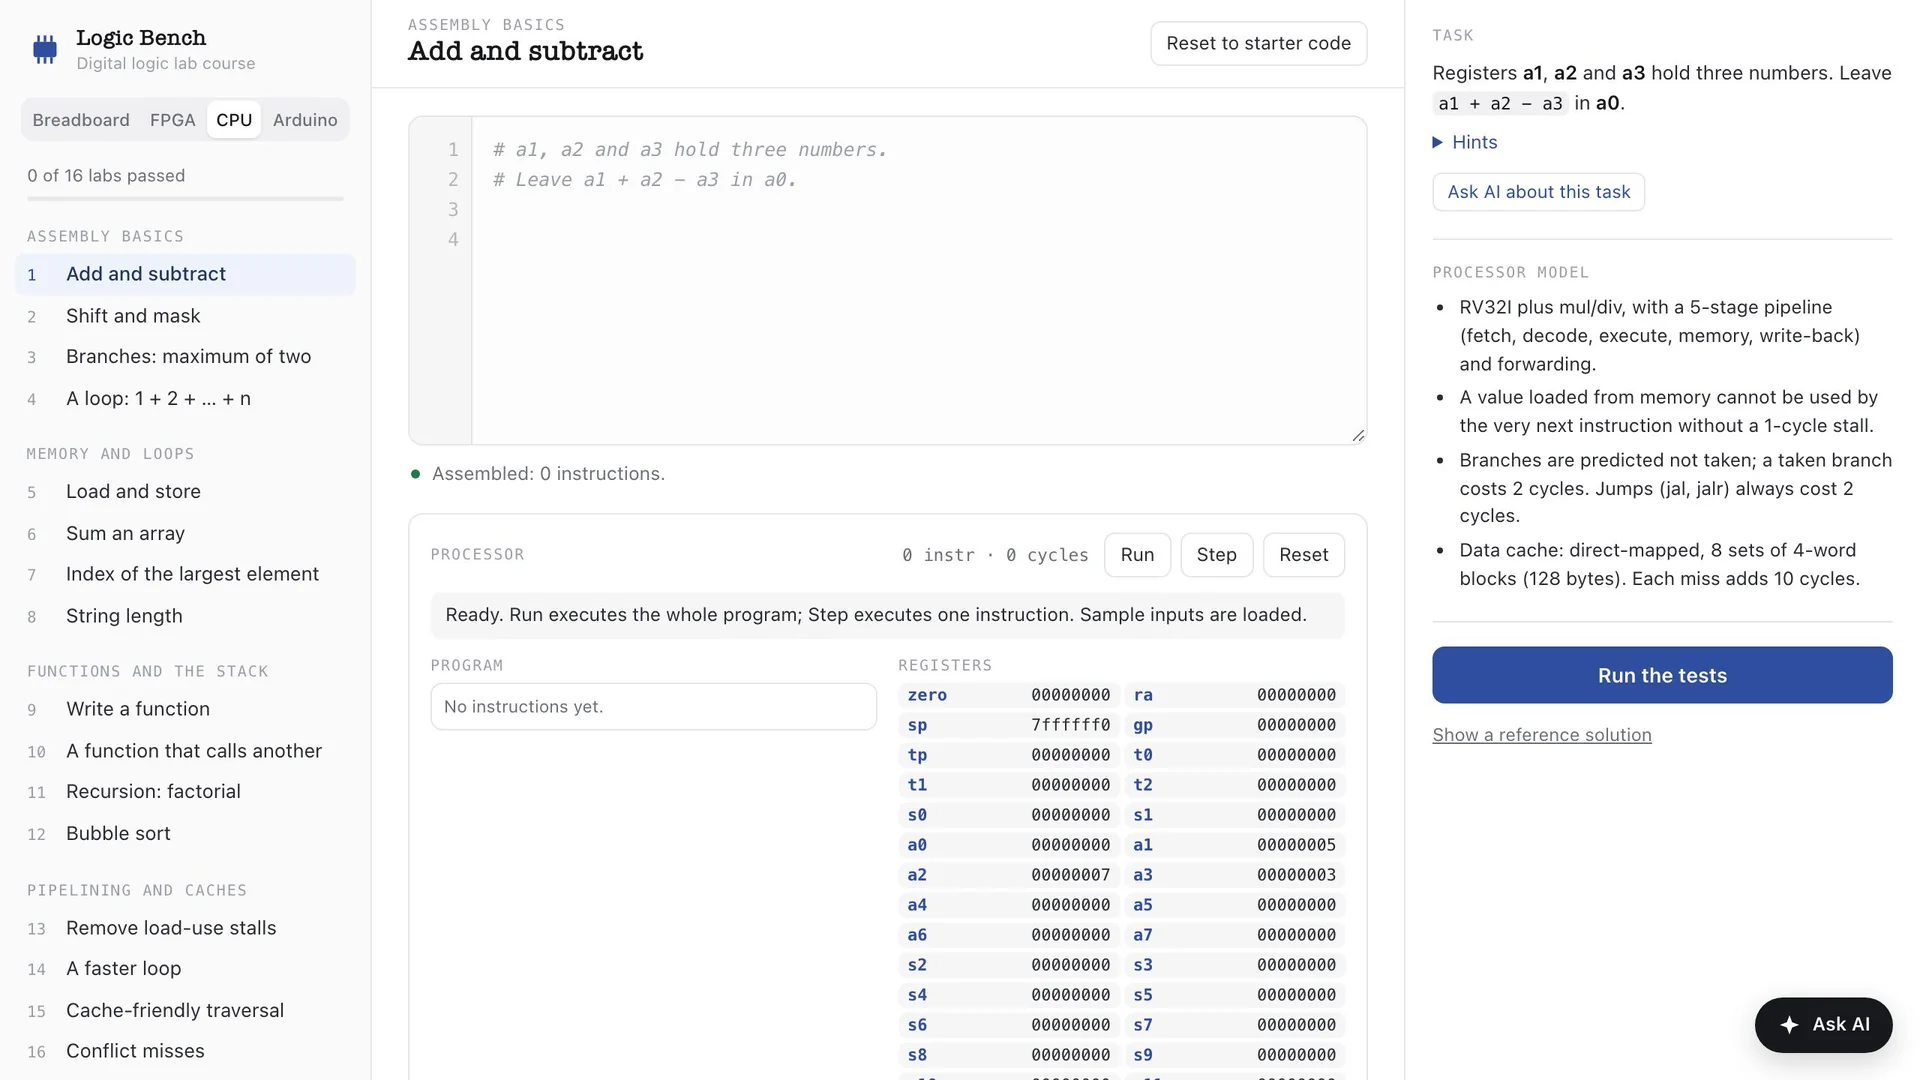 Logic Bench
Digital logic lab course
Breadboard FPGA CPU Arduino
0 of 16 labs passed
ASSEMBLY BASICS
1 Add and subtract
2 Shift and mask
3 Branches: maximum of two
4 A loop: 1 + 2 + ... + n
MEMORY AND LOOPS
5 Load and store
6 Sum an array
7 Index of the largest element
8 String length
FUNCTIONS AND THE STACK
9 Write a function
10 A function that calls another
11 Recursion: factorial
12 Bubble sort
PIPELINING AND CACHES
13 Remove load-use stalls
14 A faster loop
15 Cache-friendly traversal
16 Conflict misses
ASSEMBLY BASICS
Add and subtract
Reset to starter code
1 # a1, a2 and a3 hold three numbers.
2 # Leave a1 + a2 − a3 in a0.
3
4
Assembled: 0 instructions.
PROCESSOR
0 instr · 0 cycles
Run
Step
Reset
Ready. Run executes the whole program; Step executes one instruction. Sample inputs are loaded.
PROGRAM
No instructions yet.
REGISTERS
zero 00000000 ra 00000000
sp 7ffffff0 gp 00000000
tp 00000000 t0 00000000
t1 00000000 t2 00000000
s0 00000000 s1 00000000
a0 00000000 a1 00000005
a2 00000007 a3 00000003
a4 00000000 a5 00000000
a6 00000000 a7 00000000
s2 00000000 s3 00000000
s4 00000000 s5 00000000
s6 00000000 s7 00000000
s8 00000000 s9 00000000
TASK
Registers a1, a2 and a3 hold three numbers. Leave
a1 + a2 − a3 in a0.
Hints
Ask AI about this task
PROCESSOR MODEL
• RV32I plus mul/div, with a 5-stage pipeline
(fetch, decode, execute, memory, write-back)
and forwarding.
• A value loaded from memory cannot be used by
the very next instruction without a 1-cycle stall.
• Branches are predicted not taken; a taken branch
costs 2 cycles. Jumps (jal, jalr) always cost 2
cycles.
• Data cache: direct-mapped, 8 sets of 4-word
blocks (128 bytes). Each miss adds 10 cycles.
Run the tests
Show a reference solution
Ask AI